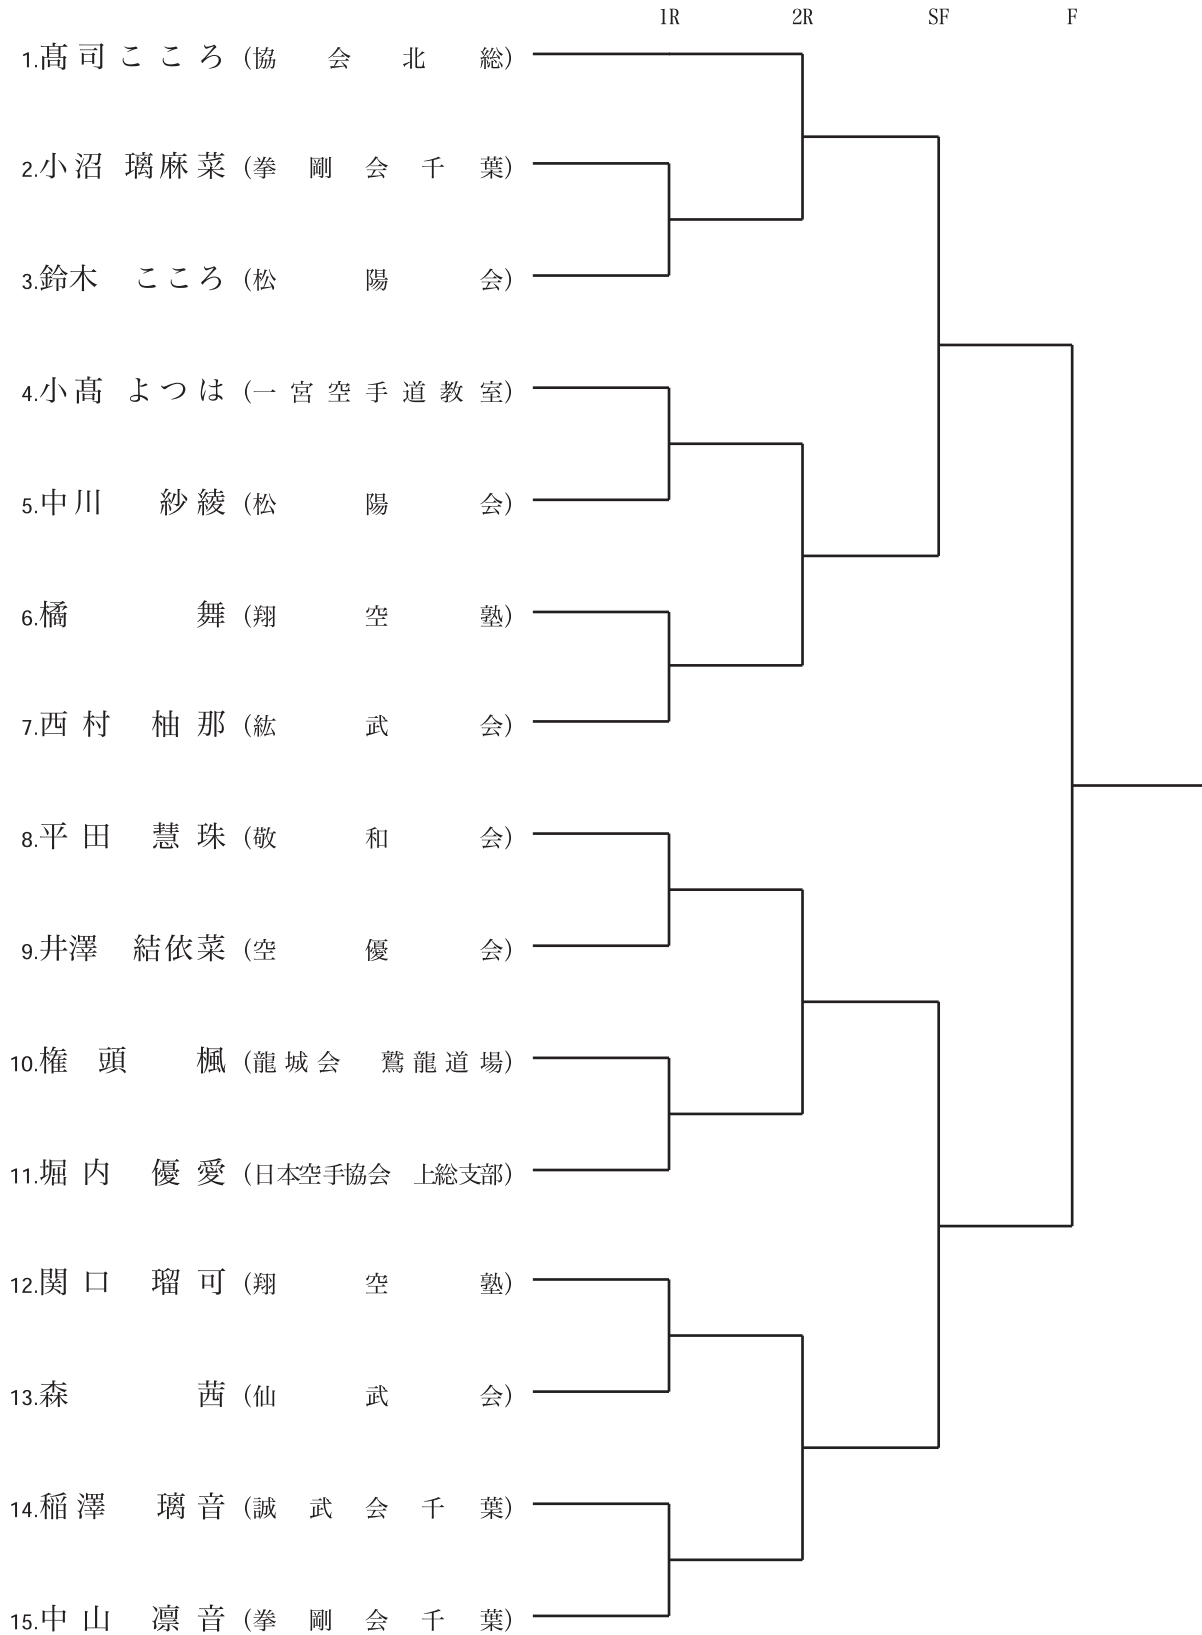 1R 2R SF F
1.髙司こころ（協会北総）
2.小沼 璃麻菜（拳剛会千葉）
3.鈴木 こころ（松陽会）
4.小髙 よつは（一宮空手道教室）
5.中川 紗綾（松陽会）
6.橘 舞（翔空塾）
7.西村 柚那（紘武会）
8.平田 慧珠（敬和会）
9.井澤 結依菜（空優会）
10.権頭 楓（龍城会 鷲龍道場）
11.堀内 優愛（日本空手協会 上総支部）
12.関口 瑠可（翔空塾）
13.森 茜（仙武会）
14.稲澤 璃音（誠武会千葉）
15.中山 凛音（拳剛会千葉）